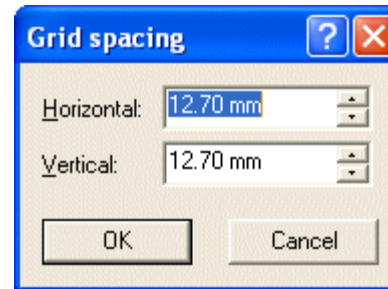 Grid spacing
Horizontal: 12.70 mm
Vertical: 12.70 mm
OK Cancel